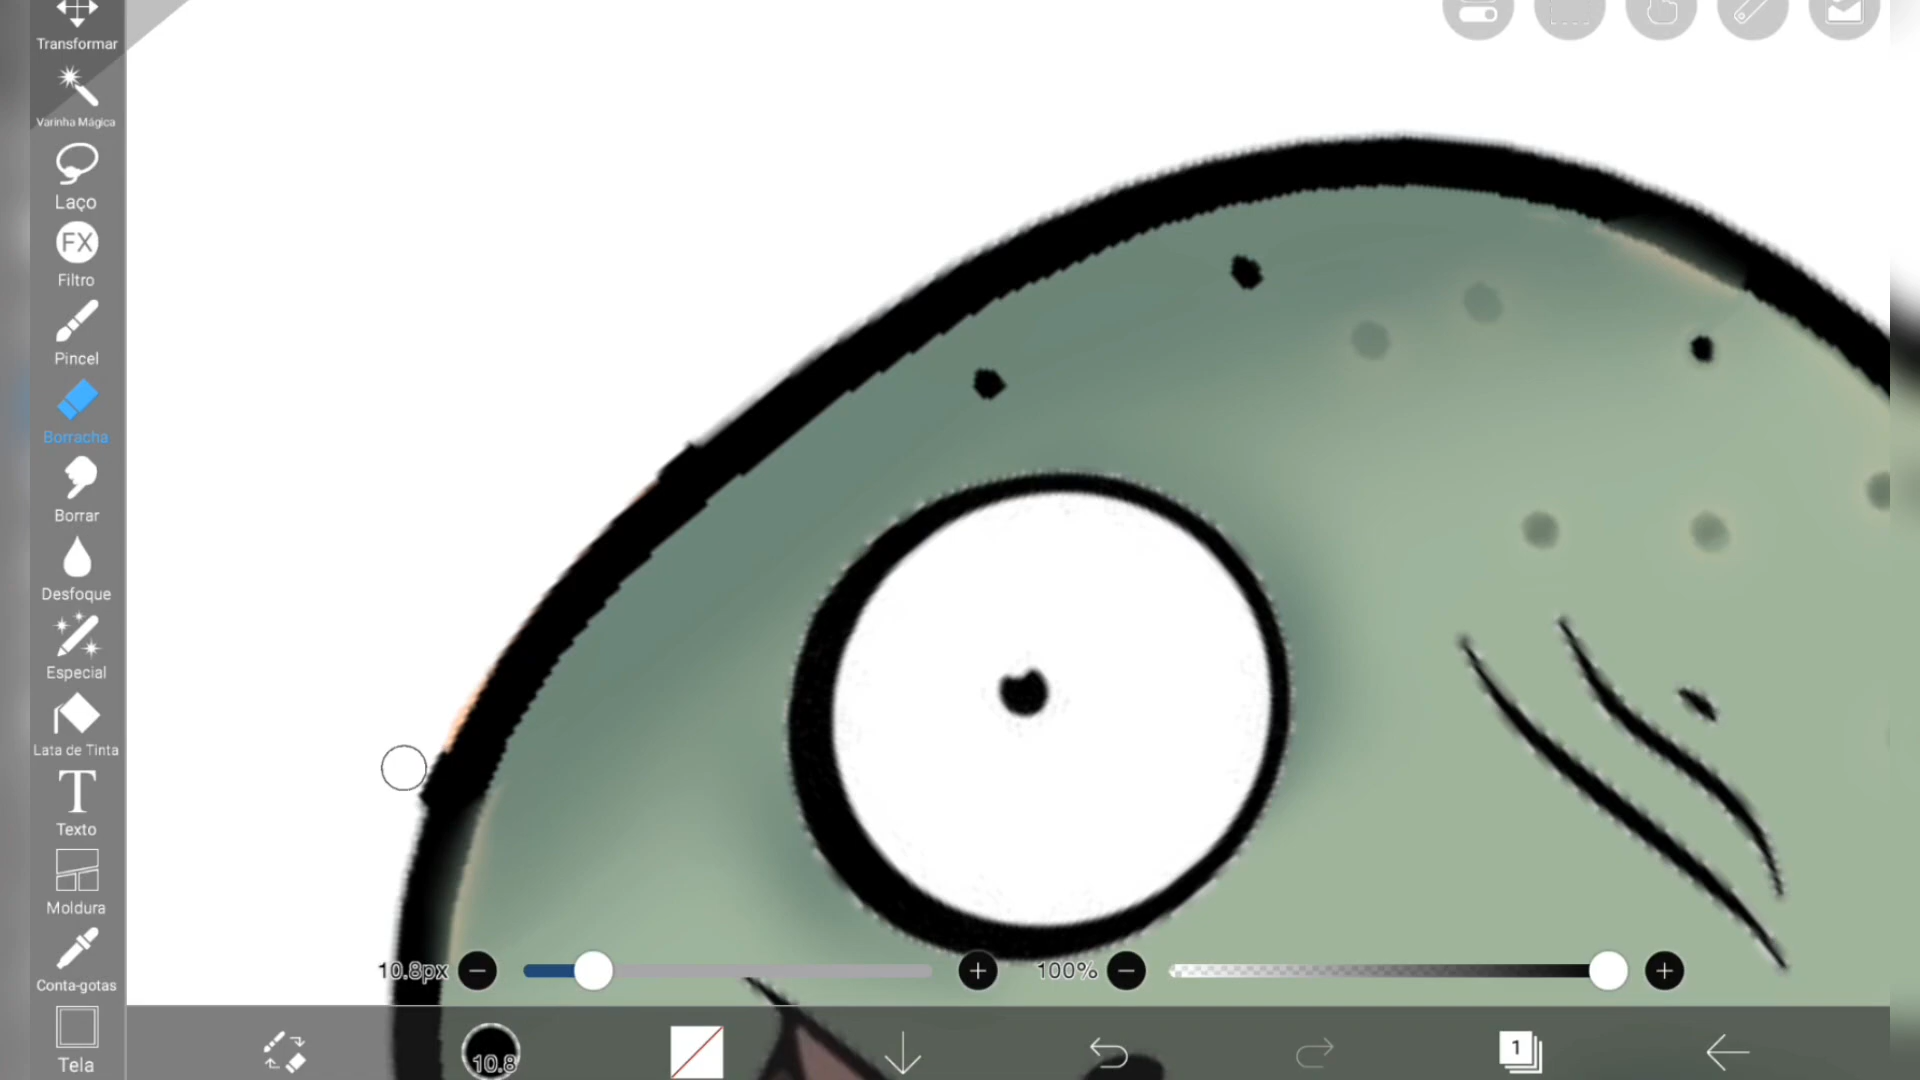 Transformar
Varinha Mágica
Laço
FX
Filtro
Pincel
Borracha
Borrar
Desfoque
Especial
Lata de Tinta
T
Texto
Moldura
Conta-gotas
Tela
10.8px
100%
10.8
1